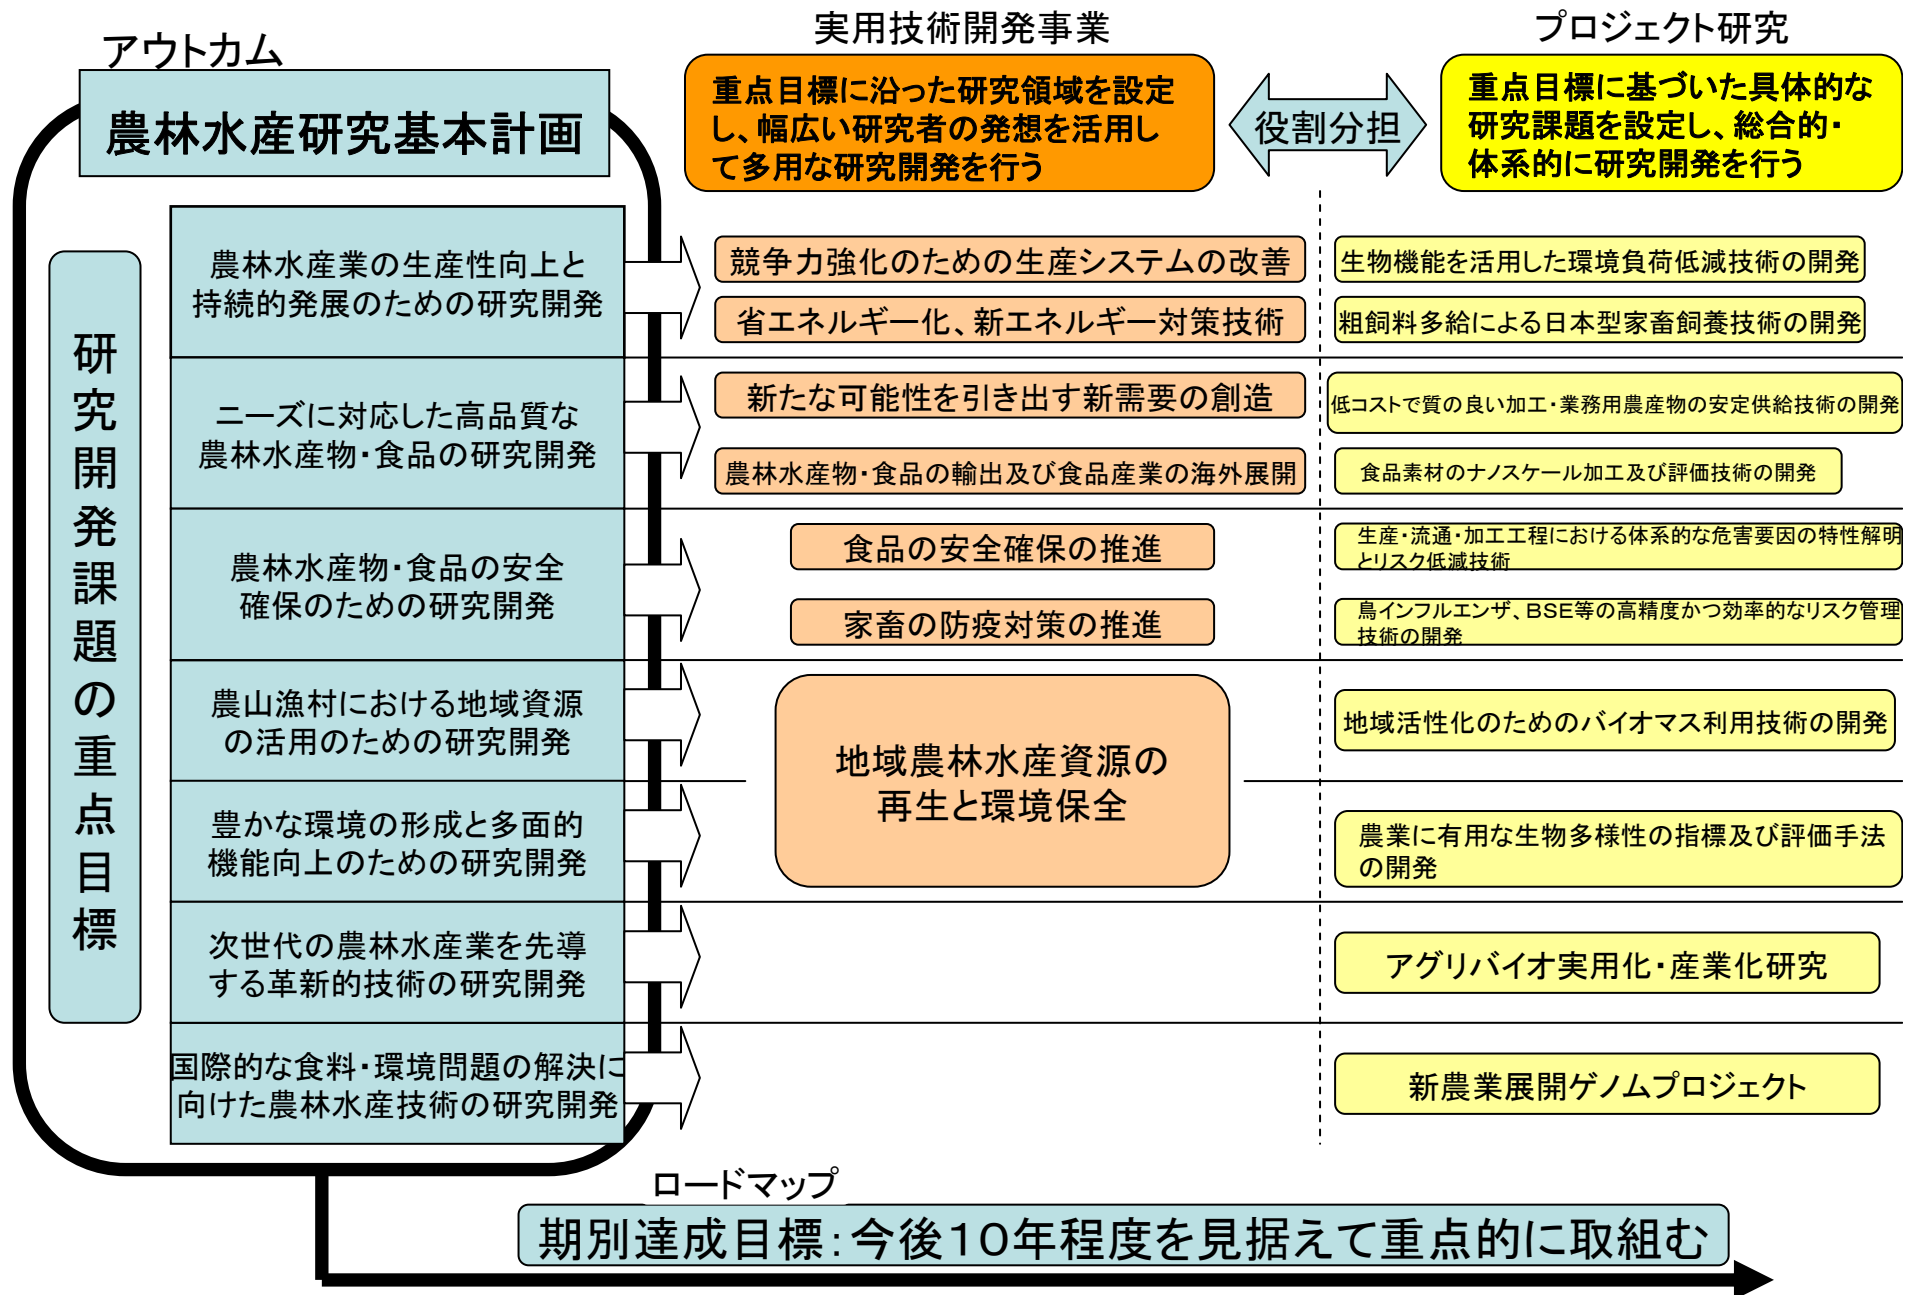 アウトカム
農林水産研究基本計画
実用技術開発事業
重点目標に沿った研究領域を設定
し、幅広い研究者の発想を活用し
て多用な研究開発を行う
役割分担
プロジェクト研究
重点目標に基づいた具体的な
研究課題を設定し、総合的・
体系的に研究開発を行う
研究開発課題の重点目標
農林水産業の生産性向上と
持続的発展のための研究開発
競争力強化のための生産システムの改善
省エネルギー化、新エネルギー対策技術
生物機能を活用した環境負荷低減技術の開発
粗飼料多給による日本型家畜飼養技術の開発
ニーズに対応した高品質な
農林水産物・食品の研究開発
新たな可能性を引き出す新需要の創造
農林水産物・食品の輸出及び食品産業の海外展開
低コストで質の良い加工・業務用農産物の安定供給技術の開発
食品素材のナノスケール加工及び評価技術の開発
農林水産物・食品の安全
確保のための研究開発
食品の安全確保の推進
家畜の防疫対策の推進
生産・流通・加工工程における体系的な危害要因の特性解明
とリスク低減技術
鳥インフルエンザ、BSE等の高精度かつ効率的なリスク管理
技術の開発
農山漁村における地域資源
の活用のための研究開発
地域農林水産資源の
再生と環境保全
地域活性化のためのバイオマス利用技術の開発
豊かな環境の形成と多面的
機能向上のための研究開発
農業に有用な生物多様性の指標及び評価手法
の開発
次世代の農林水産業を先導
する革新的技術の研究開発
アグリバイオ実用化・産業化研究
国際的な食料・環境問題の解決に
向けた農林水産技術の研究開発
新農業展開ゲノムプロジェクト
ロードマップ
期別達成目標：今後１０年程度を見据えて重点的に取組む